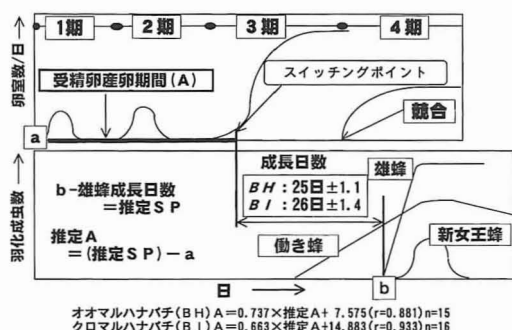 1期 2期 3期 4期
卵室数/日
受精卵産卵期間(A)
スイッチングポイント
競合
a
羽化成虫数
成長日数
BH:25日±1.1
BI:26日±1.4
雄蜂
b-雄蜂成長日数
=推定SP
推定A
=(推定SP)-a
働き蜂
新女王蜂
日
b
オオマルハナバチ(BH)A=0.737×推定A+ 7.575(r=0.881)n=15
クロマルハナバチ(BI)A=0.663×推定A+14.883(r=0.933)n=16